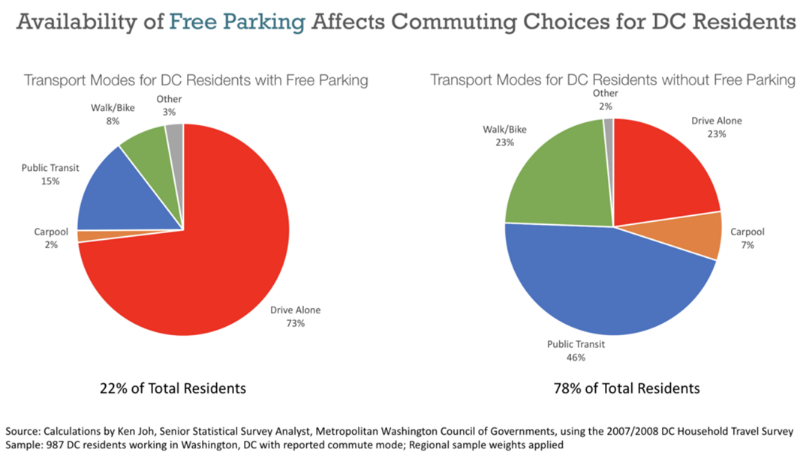 Availability of Free Parking Affects Commuting Choices for DC Residents
Transport Modes for DC Residents with Free Parking
Other
3%
Walk/Bike
8%
Public Transit
15%
Carpool
2%
Drive Alone
73%
22% of Total Residents
Transport Modes for DC Residents without Free Parking
Other
2%
Drive Alone
23%
Walk/Bike
23%
Carpool
7%
Public Transit
46%
78% of Total Residents
Source: Calculations by Ken Joh, Senior Statistical Survey Analyst, Metropolitan Washington Council of Governments, using the 2007/2008 DC Household Travel Survey
Sample: 987 DC residents working in Washington, DC with reported commute mode; Regional sample weights applied